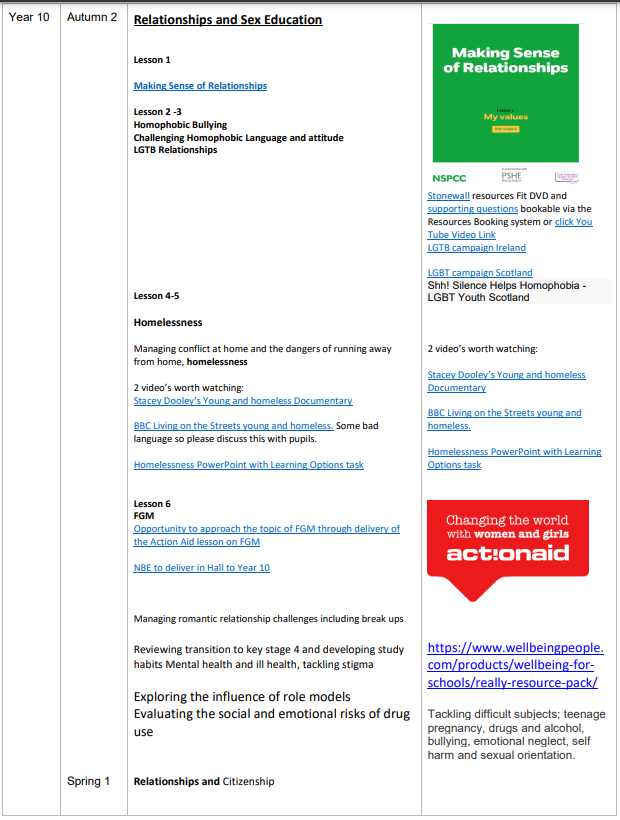 Year 10
Autumn 2
Relationships and Sex Education
Lesson 1
Making Sense of Relationships
Lesson 2 -3
Homophobic Bullying
Challenging Homophobic Language and attitude
LGTB Relationships
Making Sense
of Relationships
My values
NSPCC
PSHE
Stonewall resources Fit DVD and
supporting questions bookable via the
Resources Booking system or click You
Tube Video Link
LGTB campaign Ireland
LGBT campaign Scotland
Shh! Silence Helps Homophobia -
LGBT Youth Scotland
Lesson 4-5
Homelessness
Managing conflict at home and the dangers of running away
from home, homelessness
2 video's worth watching:
Stacey Dooley's Young and homeless Documentary
BBC Living on the Streets young and homeless. Some bad
language so please discuss this with pupils.
Homelessness PowerPoint with Learning Options task
2 video's worth watching:
Stacey Dooley's Young and homeless
Documentary
BBC Living on the Streets young and
homeless.
Homelessness PowerPoint with Learning
Options task
Lesson 6
FGM
Opportunity to approach the topic of FGM through delivery of
the Action Aid lesson on FGM
NBE to deliver in Hall to Year 10
Changing the world
with women and girls
act!onaid
Managing romantic relationship challenges including break ups
Reviewing transition to key stage 4 and developing study
habits Mental health and ill health, tackling stigma
Exploring the influence of role models
Evaluating the social and emotional risks of drug
use
https://www.wellbeingpeople.
com/products/wellbeing-for-
schools/really-resource-pack/
Tackling difficult subjects; teenage
pregnancy, drugs and alcohol,
bullying, emotional neglect, self
harm and sexual orientation.
Spring 1
Relationships and Citizenship